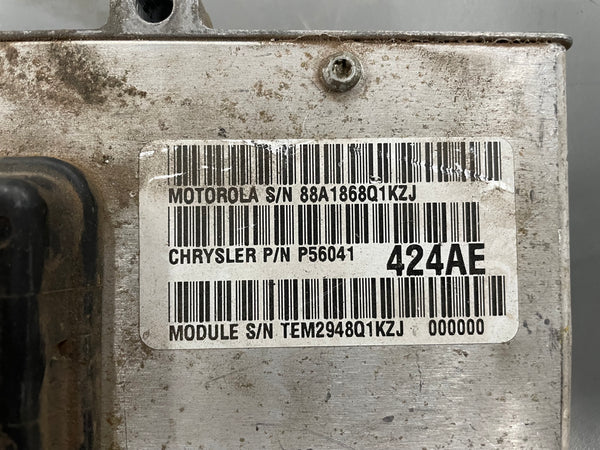 MOTOROLA S/N 88A1868Q1KZJ
CHRYSLER P/N P56041 424AE
MODULE S/N TEM2948Q1KZJ 000000